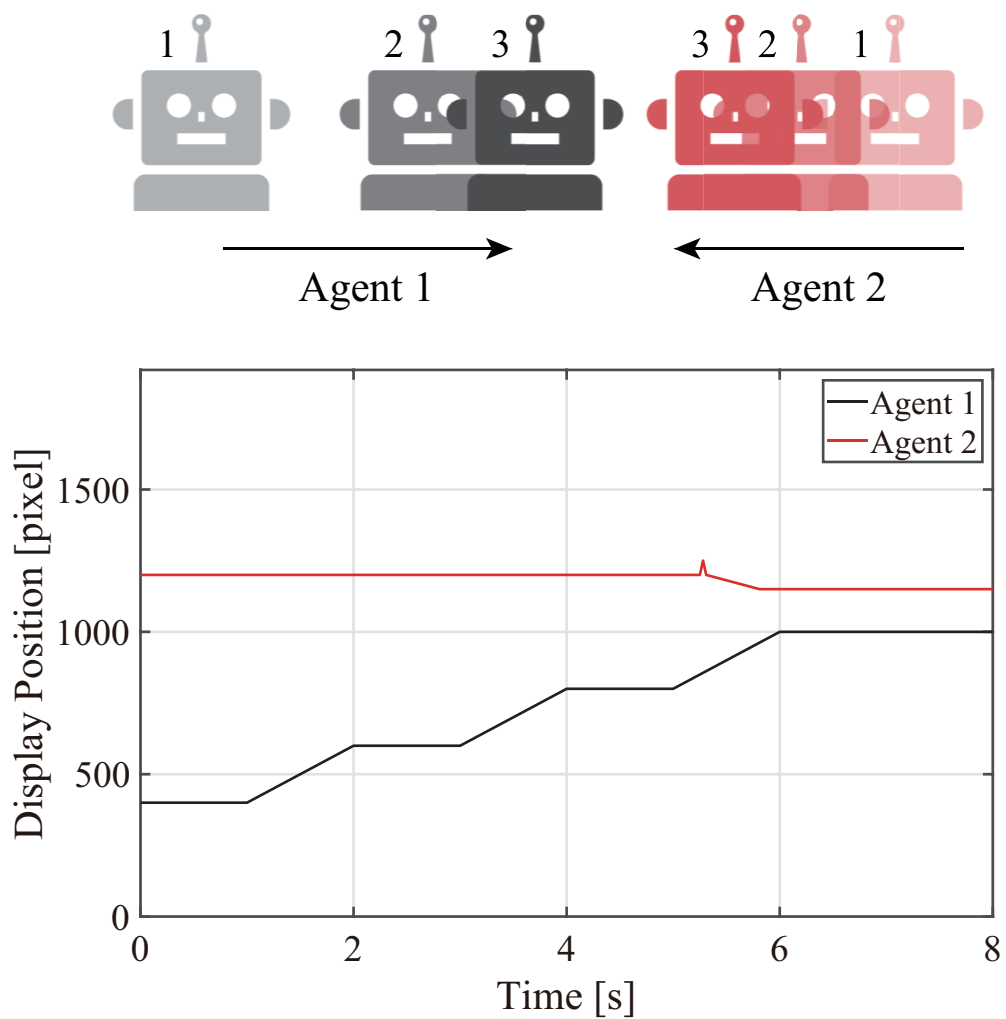 1 2 3 3 2 1
Agent 1 Agent 2
Agent 1
Agent 2
Display Position [pixel]
1500
1000
500
0
0 2 4 6 8
Time [s]